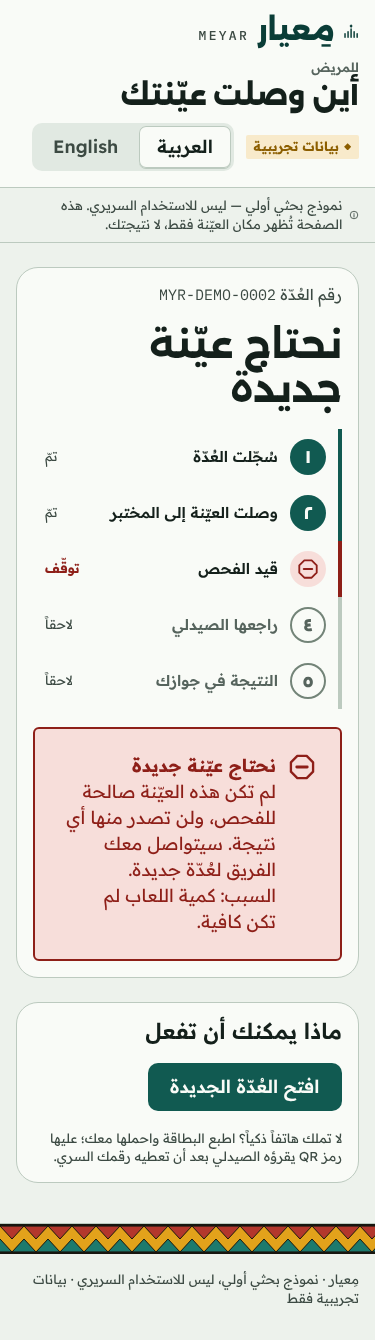 مِعيار MEYAR
للمريض
أين وصلت عيّنتك
◆ بيانات تجريبية
العربية
English
نموذج بحثي أولي — ليس للاستخدام السريري. هذه
الصفحة تُظهر مكان العيّنة فقط، لا نتيجتك.
رقم العُدّة MYR-DEMO-0002
نحتاج عيّنة
جديدة
١ سُجّلت العُدّة تمّ
٢ وصلت العيّنة إلى المختبر تمّ
قيد الفحص توقّف
٤ راجعها الصيدلي لاحقاً
٥ النتيجة في جوازك لاحقاً
نحتاج عيّنة جديدة
لم تكن هذه العيّنة صالحة
للفحص، ولن تصدر منها أي
نتيجة. سيتواصل معك
الفريق لعُدّة جديدة.
السبب: كمية اللعاب لم
تكن كافية.
ماذا يمكنك أن تفعل
افتح العُدّة الجديدة
لا تملك هاتفاً ذكياً؟ اطبع البطاقة واحملها معك؛ عليها
رمز QR يقرؤه الصيدلي بعد أن تعطيه رقمك السري.
مِعيار · نموذج بحثي أولي، ليس للاستخدام السريري · بيانات
تجريبية فقط